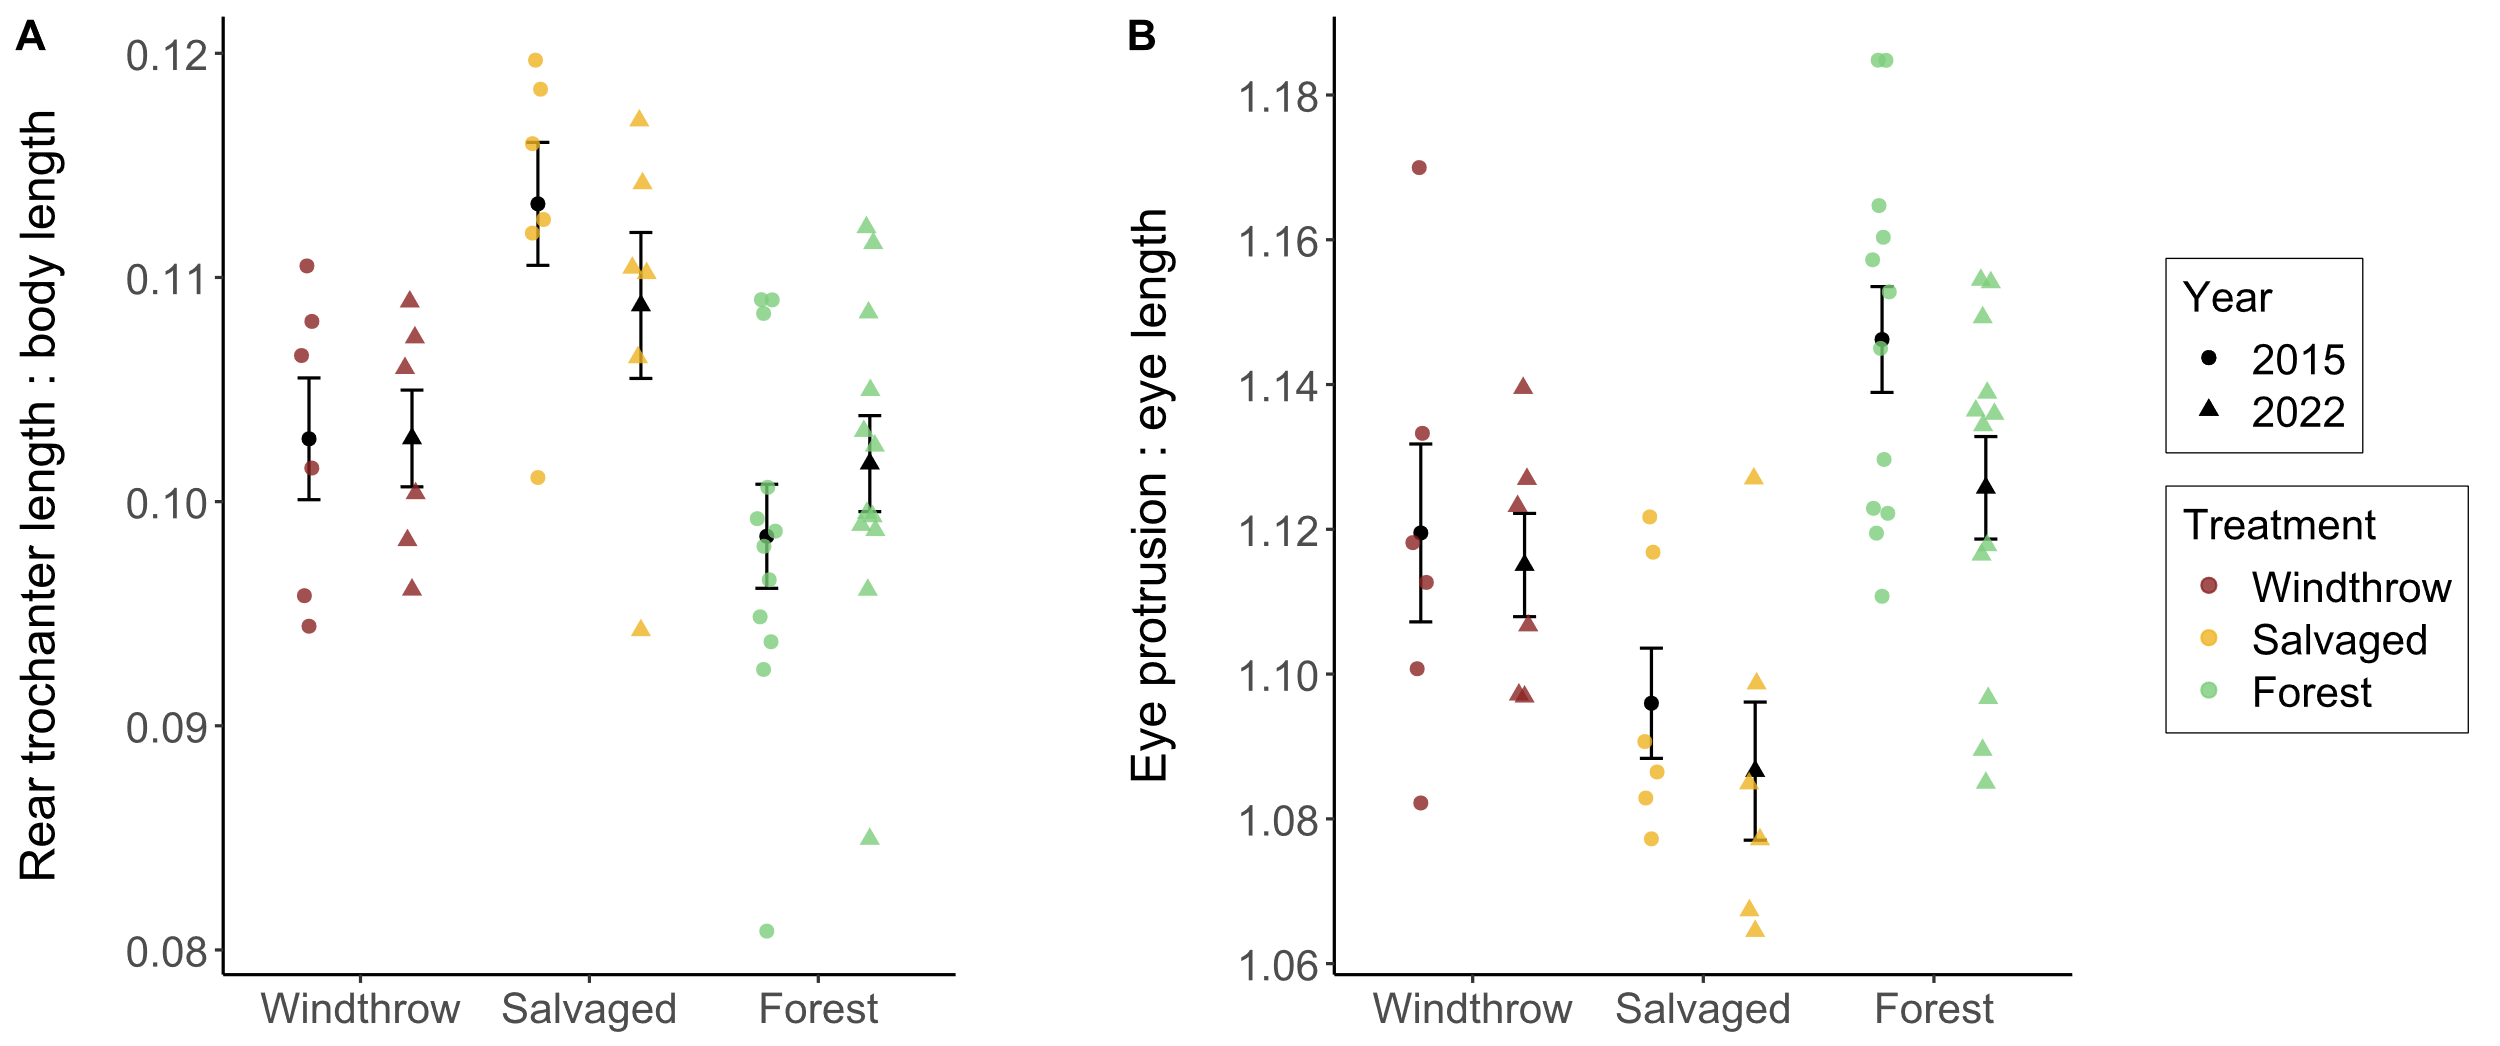 A
Rear trochanter length : body length
0.12
0.11
0.10
0.09
0.08
Windthrow Salvaged Forest
B
Eye protrusion : eye length
1.18
1.16
1.14
1.12
1.10
1.08
1.06
Windthrow Salvaged Forest
Year
2015
2022
Treatment
Windthrow
Salvaged
Forest